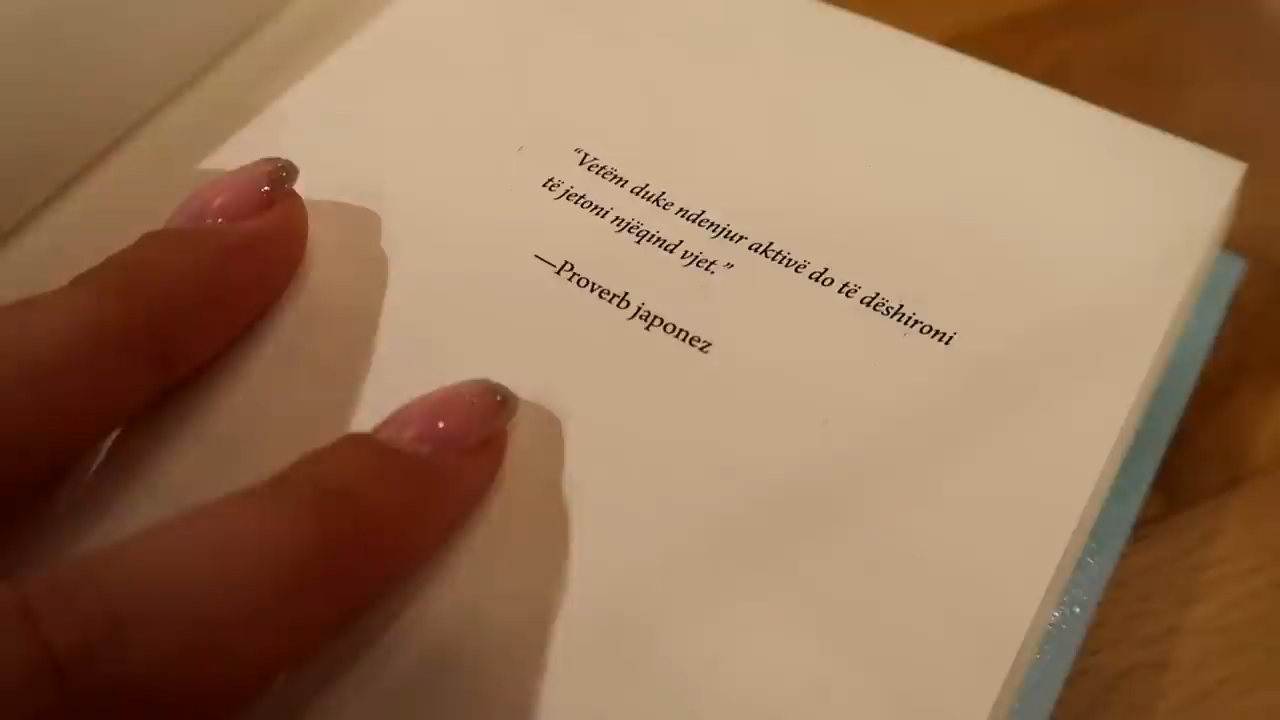 “Vetëm duke ndenjur aktivë do të dëshironi
të jetoni njëqind vjet.”
—Proverb japonez